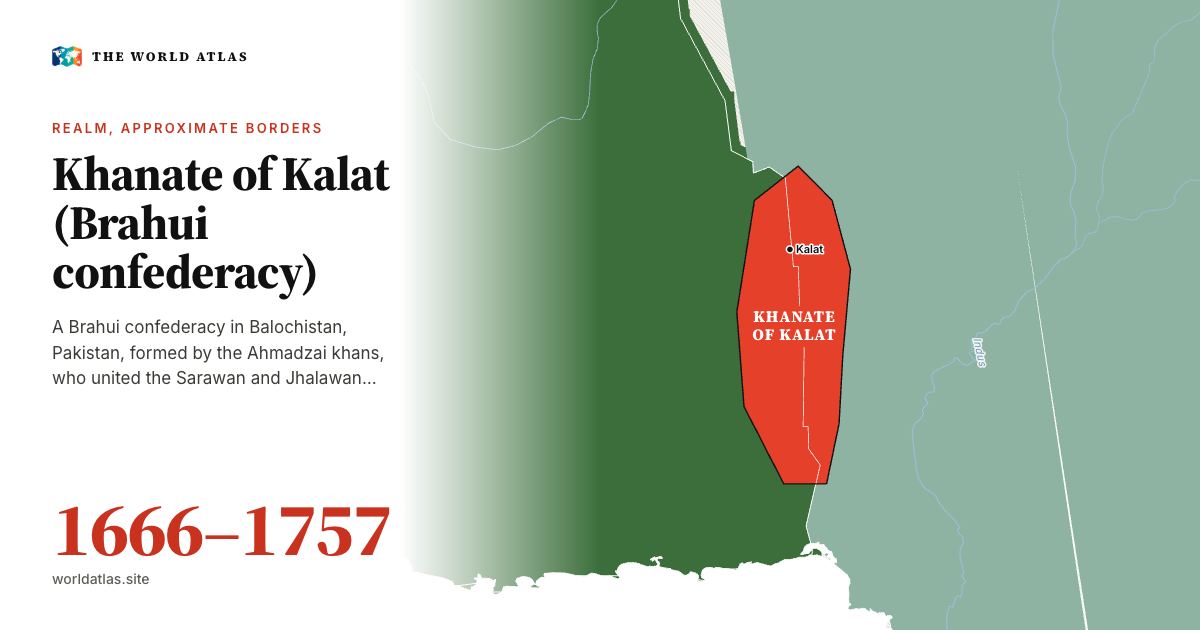 THE WORLD ATLAS
REALM, APPROXIMATE BORDERS
Khanate of Kalat
(Brahui
confederacy)
A Brahui confederacy in Balochistan,
Pakistan, formed by the Ahmadzai khans,
who united the Sarawan and Jhalawan...
1666–1757
worldatlas.site
Kalat
KHANATE
OF KALAT
Indus